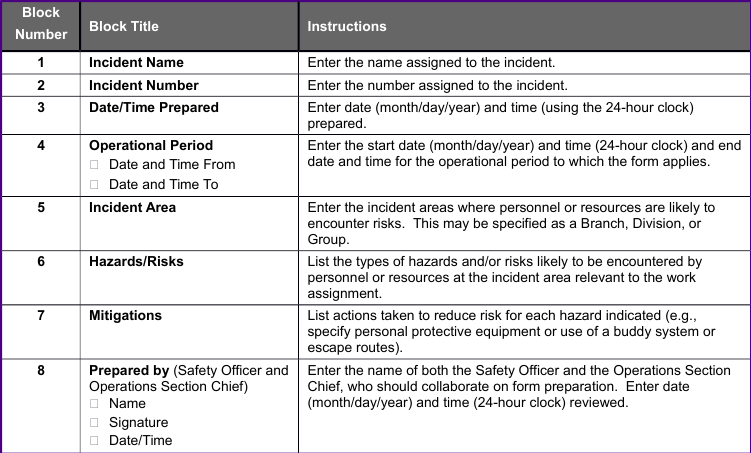 Block Number
Block Title
Instructions
1
Incident Name
Enter the name assigned to the incident.
2
Incident Number
Enter the number assigned to the incident.
3
Date/Time Prepared
Enter date (month/day/year) and time (using the 24-hour clock)
prepared.
4
Operational Period
☐ Date and Time From
☐ Date and Time To
Enter the start date (month/day/year) and time (24-hour clock) and end
date and time for the operational period to which the form applies.
5
Incident Area
Enter the incident areas where personnel or resources are likely to
encounter risks.  This may be specified as a Branch, Division, or
Group.
6
Hazards/Risks
List the types of hazards and/or risks likely to be encountered by
personnel or resources at the incident area relevant to the work
assignment.
7
Mitigations
List actions taken to reduce risk for each hazard indicated (e.g.,
specify personal protective equipment or use of a buddy system or
escape routes).
8
Prepared by (Safety Officer and
Operations Section Chief)
☐ Name
☐ Signature
☐ Date/Time
Enter the name of both the Safety Officer and the Operations Section
Chief, who should collaborate on form preparation.  Enter date
(month/day/year) and time (24-hour clock) reviewed.